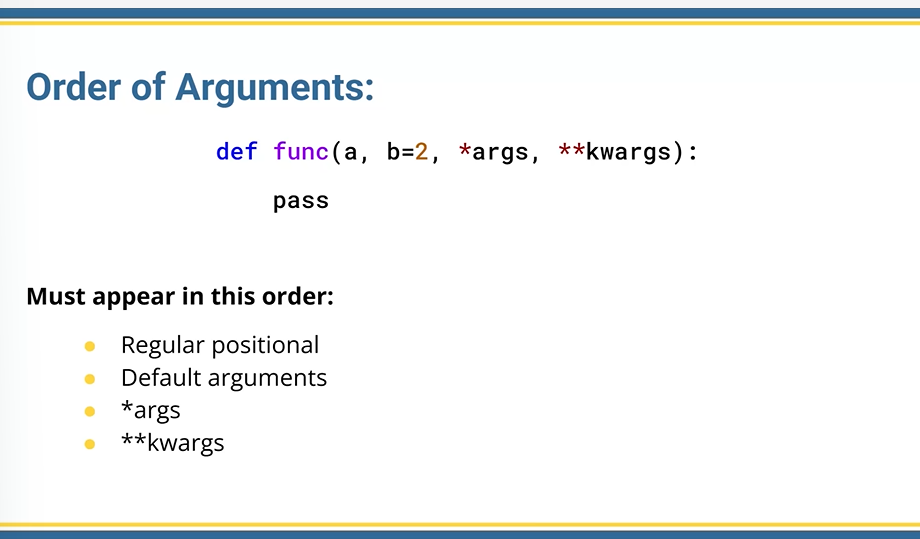 Order of Arguments:
def func(a, b=2, *args, **kwargs):
pass
Must appear in this order:
● Regular positional
● Default arguments
● *args
● **kwargs